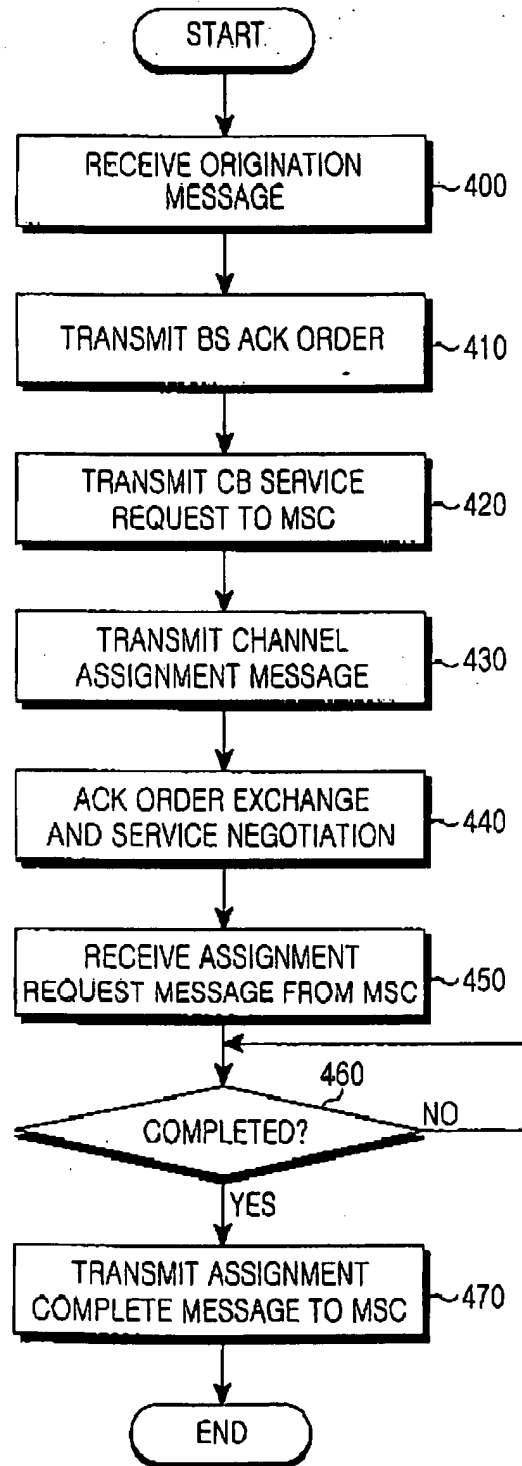 START
RECEIVE ORIGINATION
MESSAGE
400
TRANSMIT BS ACK ORDER
410
TRANSMIT CB SERVICE
REQUEST TO MSC
420
TRANSMIT CHANNEL
ASSIGNMENT MESSAGE
430
ACK ORDER EXCHANGE
AND SERVICE NEGOTIATION
440
RECEIVE ASSIGNMENT
REQUEST MESSAGE FROM MSC
450
460
COMPLETED?
NO
YES
TRANSMIT ASSIGNMENT
COMPLETE MESSAGE TO MSC
470
END